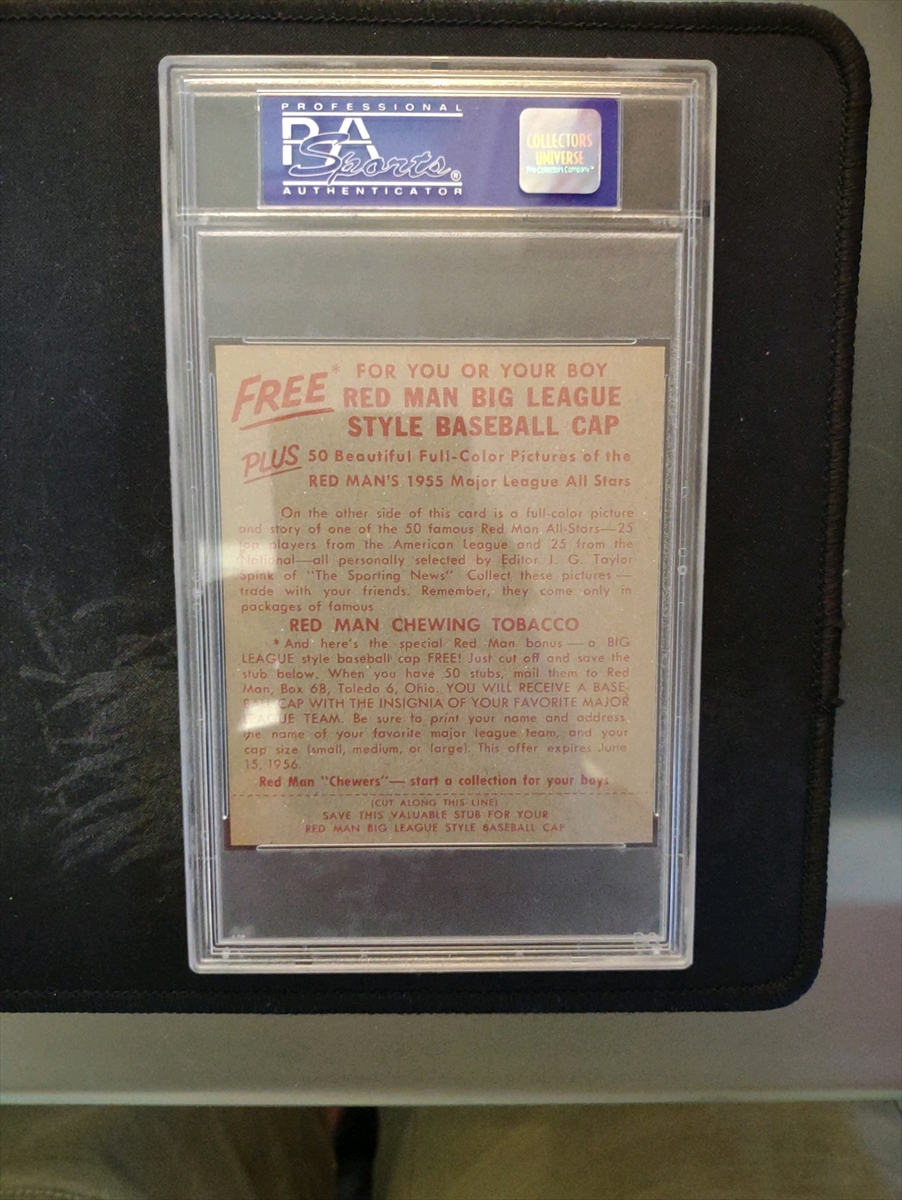 PROFESSIONAL
PSA
Sports®
AUTHENTICATOR
COLLECTORS
UNIVERSE
FREE* FOR YOU OR YOUR BOY
RED MAN BIG LEAGUE
STYLE BASEBALL CAP
PLUS 50 Beautiful Full-Color Pictures of the
RED MAN'S 1955 Major League All Stars
On the other side of this card is a full-color picture
and story of one of the 50 famous Red Man All-Stars—25
top players from the American League and 25 from the
National—all personally selected by Editor J. G. Taylor
Spink of "The Sporting News" Collect these pictures —
trade with your friends. Remember, they come only in
packages of famous
RED MAN CHEWING TOBACCO
* And here's the special Red Man bonus — a BIG
LEAGUE style baseball cap FREE! Just cut off and save the
stub below. When you have 50 stubs, mail them to Red
Man, Box 68, Toledo 6, Ohio. YOU WILL RECEIVE A BASE-
BALL CAP WITH THE INSIGNIA OF YOUR FAVORITE MAJOR
LEAGUE TEAM. Be sure to print your name and address,
the name of your favorite major league team, and your
cap size (small, medium, or large). This offer expires June
15, 1956.
Red Man "Chewers"— start a collection for your boys
(CUT ALONG THIS LINE)
SAVE THIS VALUABLE STUB FOR YOUR
RED MAN BIG LEAGUE STYLE BASEBALL CAP